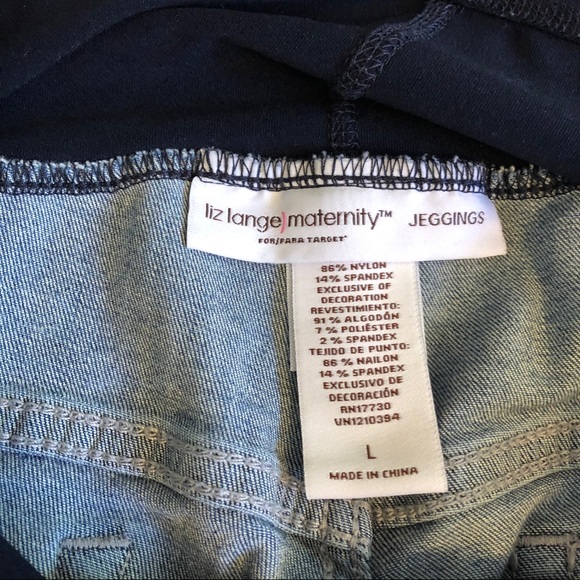 liz lange) maternity™ JEGGINGS
FOR/PARA TARGET*
86% NYLON
14% SPANDEX
EXCLUSIVE OF
DECORATION
REVESTIMIENTO:
91 % ALGODÓN
7 % POLIÉSTER
2 % SPANDEX
TEJIDO DE PUNTO:
86 % NAILON
14 % SPANDEX
EXCLUSIVO DE
DECORACIÓN
RN17730
VN1210394
L
MADE IN CHINA